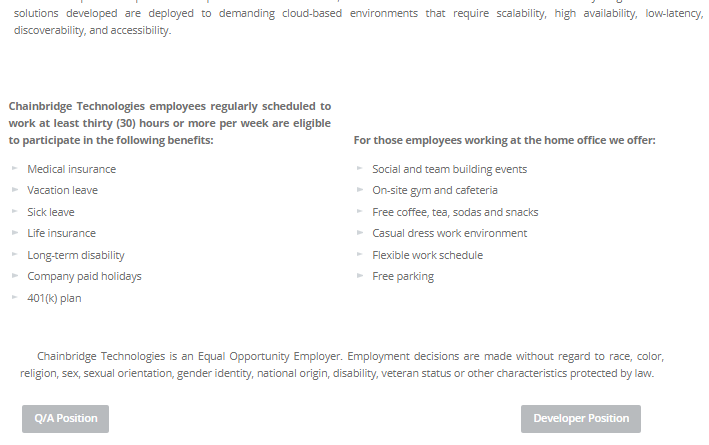 solutions developed are deployed to demanding cloud-based environments that require scalability, high availability, low-latency,
discoverability, and accessibility.
Chainbridge Technologies employees regularly scheduled to
work at least thirty (30) hours or more per week are eligible
to participate in the following benefits:
Medical insurance
Vacation leave
Sick leave
Life insurance
Long-term disability
Company paid holidays
401(k) plan
For those employees working at the home office we offer:
Social and team building events
On-site gym and cafeteria
Free coffee, tea, sodas and snacks
Casual dress work environment
Flexible work schedule
Free parking
Chainbridge Technologies is an Equal Opportunity Employer. Employment decisions are made without regard to race, color,
religion, sex, sexual orientation, gender identity, national origin, disability, veteran status or other characteristics protected by law.
Q/A Position
Developer Position